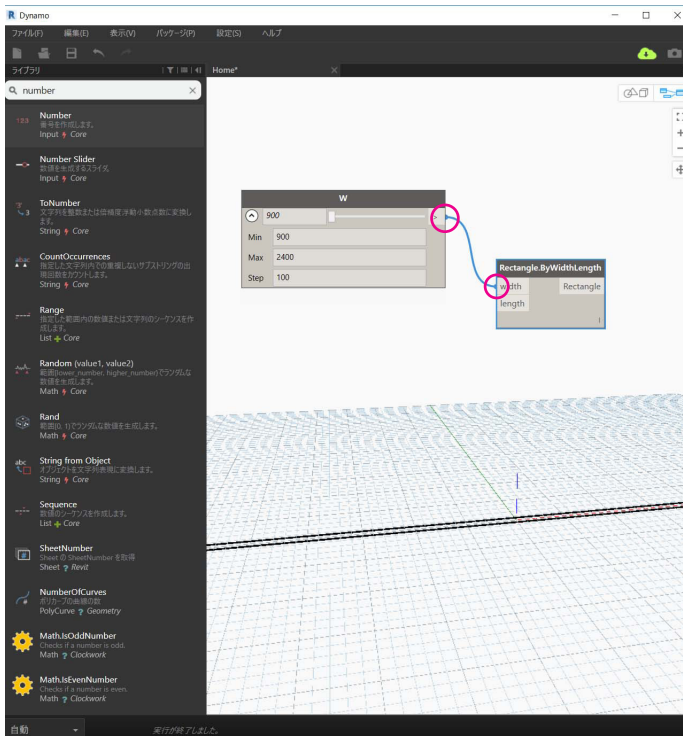 R Dynamo
ファイル(F) 編集(E) 表示(V) パッケージ(P) 設定(S) ヘルプ
ライブラリ
Home*
number
123
Number
番号を作成します。
Input Core
Number Slider
数値を生成するスライダ。
Input Core
ToNumber
文字列を整数または倍精度浮動小数点数に変換し
ます。
String Core
CountOccurrences
指定した文字列内での重複しないサブストリングの出
現回数をカウントします。
String Core
Range
指定した範囲内の数値または文字列のシーケンスを作
成します。
List Core
Random (value1, value2)
範囲(lower_number, higher_number)でランダムな
数値を生成します。
Math Core
Rand
範囲(0, 1)でランダムな数値を生成します。
Math Core
abc
String from Object
オブジェクトを文字列表現に変換します。
String Core
Sequence
数値のシーケンスを作成します。
List Core
SheetNumber
Sheet の SheetNumber を取得
Sheet ? Revit
NumberOfCurves
ポリカーブの曲線の数
PolyCurve ? Geometry
Math.IsOddNumber
Checks if a number is odd.
Math ? Clockwork
Math.IsEvenNumber
Checks if a number is even.
Math ? Clockwork
W
900 >
Min 900
Max 2400
Step 100
Rectangle.ByWidthLength
width Rectangle
length
自動
実行が終了しました。